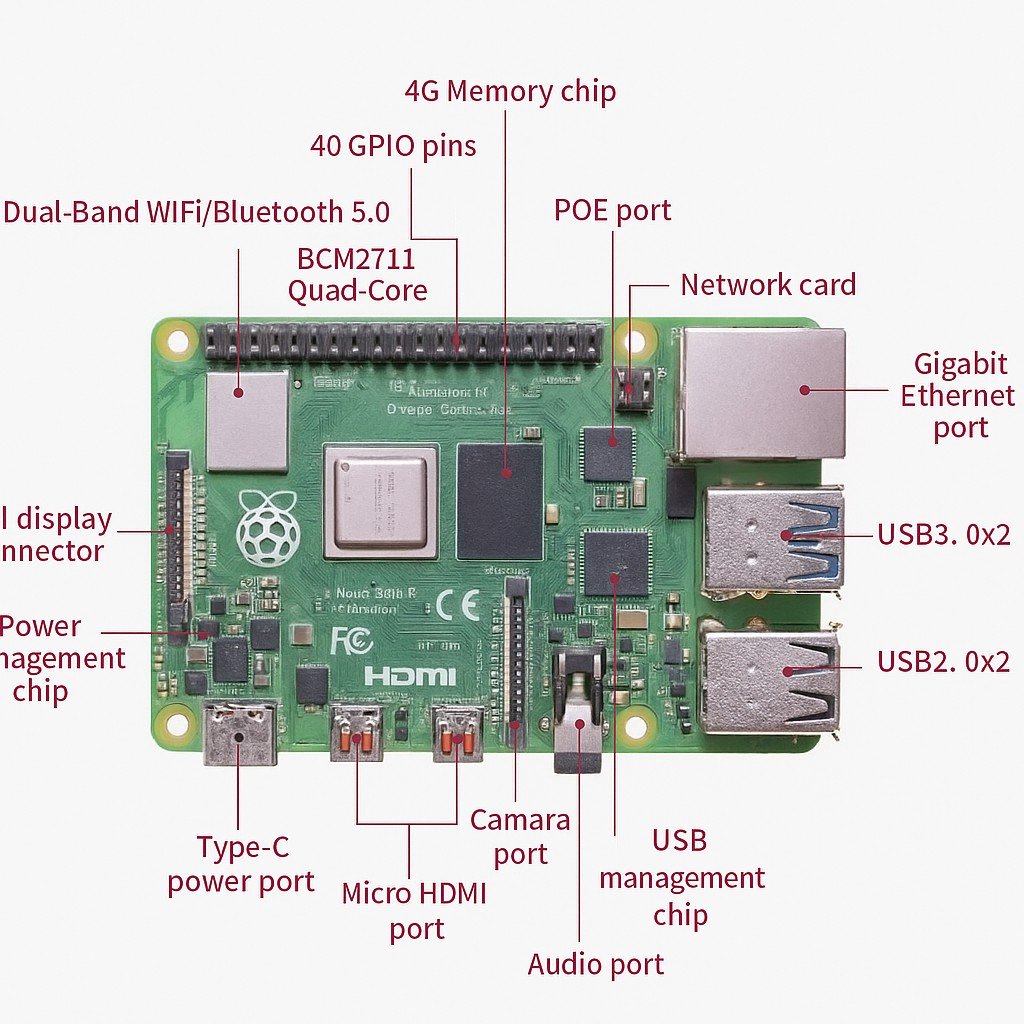 4G Memory chip
40 GPIO pins
Dual-Band WIFi/Bluetooth 5.0
POE port
BCM2711
Quad-Core
Network card
Gigabit
Ethernet
port
I display
nnector
USB3. 0x2
Power
nagement
chip
USB2. 0x2
CE
FC
HDMI
Type-C
power port
Micro HDMI
port
Camara
port
USB
management
chip
Audio port